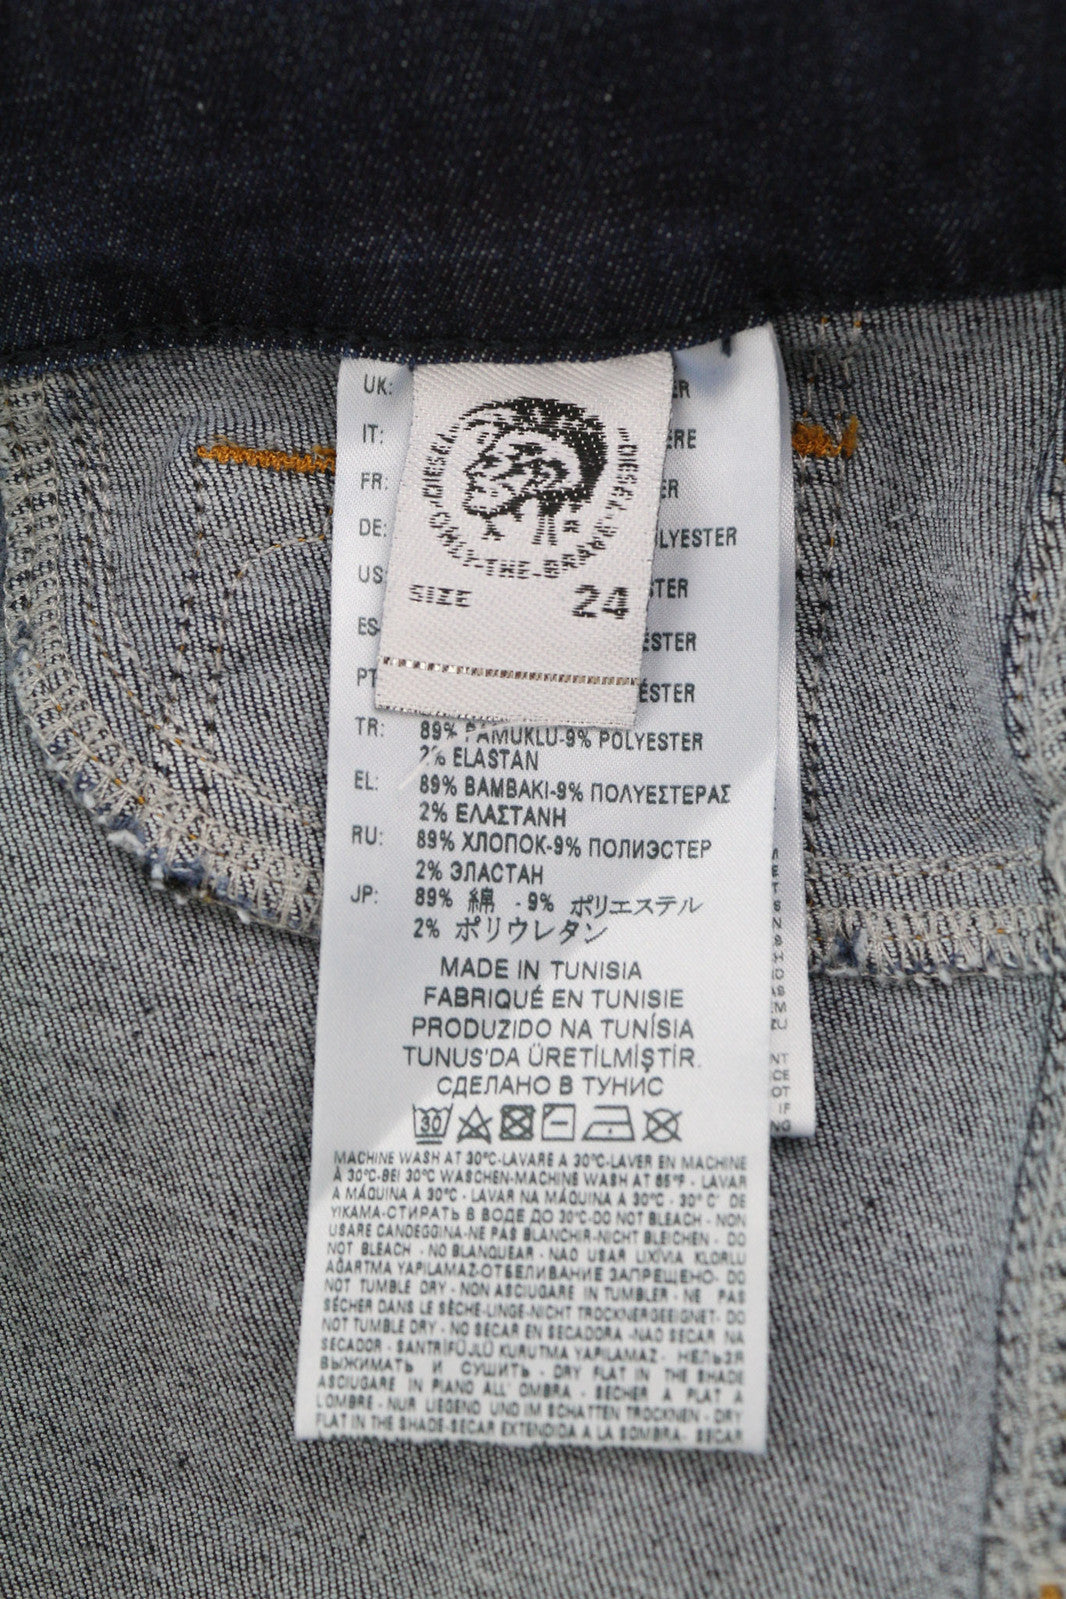 "DIESEL"
"DIESEL"
ONLY-THE-BRAVE
SIZE 24
UK:
IT:
FR:
DE: LYESTER
US:
ES
PT
TR: 89% PAMUKLU-9% POLYESTER
2% ELASTAN
EL: 89% ΒΑΜΒΑΚΙ-9% ΠΟΛΥΕΣΤΕΡΑΣ
2% ΕΛΑΣΤΑΝΗ
RU: 89% ХЛОПОК-9% ПОЛИЭСТЕР
2% ЭЛАСТАН
JP: 89% 綿 -9% ポリエステル
2% ポリウレタン
MADE IN TUNISIA
FABRIQUÉ EN TUNISIE
PRODUZIDO NA TUNÍSIA
TUNUS'DA ÜRETİLMİŞTİR.
СДЕЛАНО В ТУНИС
30
MACHINE WASH AT 30°C-LAVARE A 30°C-LAVER EN MACHINE
À 30°C-BEI 30°C WASCHEN-MACHINE WASH AT 85°F - LAVAR
A MÁQUINA A 30°C - LAVAR NA MÁQUINA A 30°C - 30° C' DE
YIKAMA-СТИРАТЬ В ВОДЕ ДО 30°C-DO NOT BLEACH - NON
USARE CANDEGGINA-NE PAS BLANCHIR-NICHT BLEICHEN - DO
NOT BLEACH - NO BLANQUEAR - NAO USAR LIXÍVIA KLORLU
AĞARTMA YAPILAMAZ-ОТБЕЛИВАНИЕ ЗАПРЕЩЕНО- DO
NOT TUMBLE DRY - NON ASCIUGARE IN TUMBLER - NE PAS
SÉCHER DANS LE SÈCHE-LINGE-NICHT TROCKNERGEEIGNET- DO
NOT TUMBLE DRY - NO SECAR EN SECADORA -NAO SECAR NA
SECADOR - SANTRİFÜJLÜ KURUTMA YAPILAMAZ - НЕЛЬЗЯ
ВЫЖИМАТЬ И СУШИТЬ - DRY FLAT IN THE SHADE
ASCIUGARE IN PIANO ALL' OMBRA - SÉCHER A PLAT A
L'OMBRE - NUR LIEGEND UND IM SCHATTEN TROCKNEN - DRY
FLAT IN THE SHADE-SECAR EXTENDIDA A LA SOMBRA - SECAR